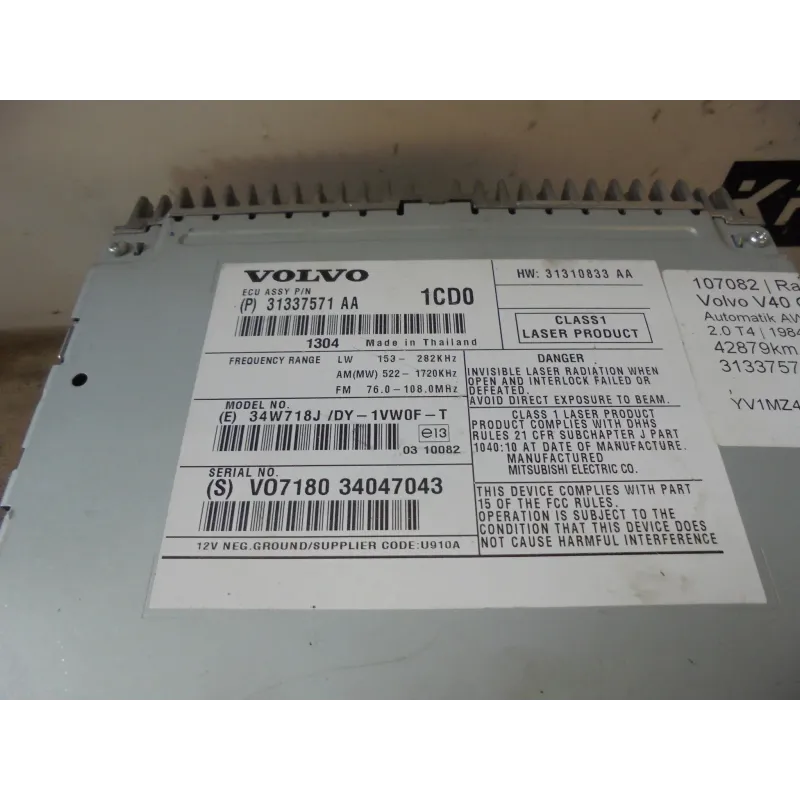 VOLVO
ECU ASSY P/N
(P) 31337571 AA 1CD0
1304 Made in Thailand
HW: 31310833 AA
CLASS1
LASER PRODUCT
FREQUENCY RANGE LW 153- 282KHz
AM(MW) 522- 1720KHz
FM 76.0-108.0MHz
DANGER
INVISIBLE LASER RADIATION WHEN
OPEN AND INTERLOCK FAILED OR
DEFEATED.
AVOID DIRECT EXPOSURE TO BEAM.
MODEL NO.
(E) 34W718J /DY-1VW0F-T
e13
03 10082
CLASS 1 LASER PRODUCT
PRODUCT COMPLIES WITH DHHS
RULES 21 CFR SUBCHAPTER J PART
1040:10 AT DATE OF MANUFACTURE.
MANUFACTURED
MITSUBISHI ELECTRIC CO.
SERIAL NO.
(S) VO7180 34047043
THIS DEVICE COMPLIES WITH PART
15 OF THE FCC RULES.
OPERATION IS SUBJECT TO THE
CONDITION THAT THIS DEVICE DOES
NOT CAUSE HARMFUL INTERFERENCE
12V NEG.GROUND/SUPPLIER CODE:U910A
107082 | Ra
Volvo V40
Automatik AW
2.0 T4 | 1984
42879km
3133757
YV1MZ4